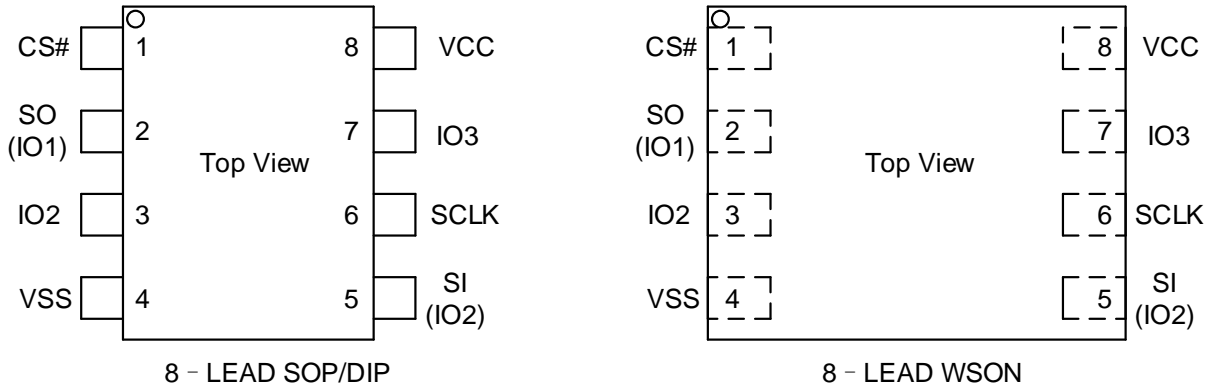 CS# 1 8 VCC
SO
(IO1) 2 7 IO3
Top View
IO2 3 6 SCLK
VSS 4 5 SI
(IO2)
8 – LEAD SOP/DIP
CS# 1 8 VCC
SO
(IO1) 2 7 IO3
Top View
IO2 3 6 SCLK
VSS 4 5 SI
(IO2)
8 – LEAD WSON